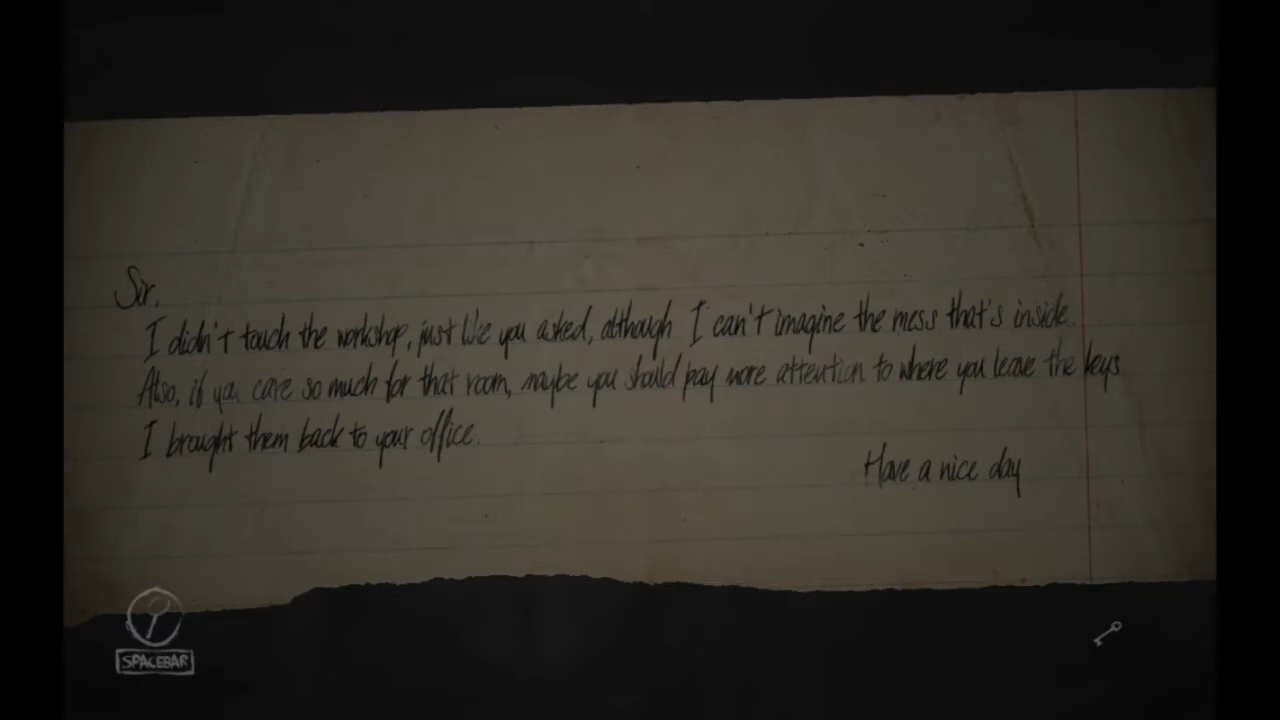 Sir,
I didn't touch the workshop, just like you asked, although I can't imagine the mess that's inside.
Also, if you care so much for that room, maybe you should pay more attention to where you leave the keys
I brought them back to your office.
Have a nice day
SPACEBAR